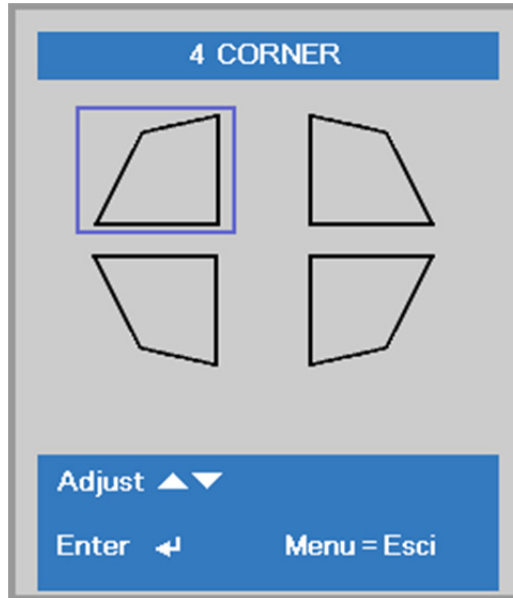 4 CORNER
Adjust ▲▼
Enter ↵
Menu = Esci